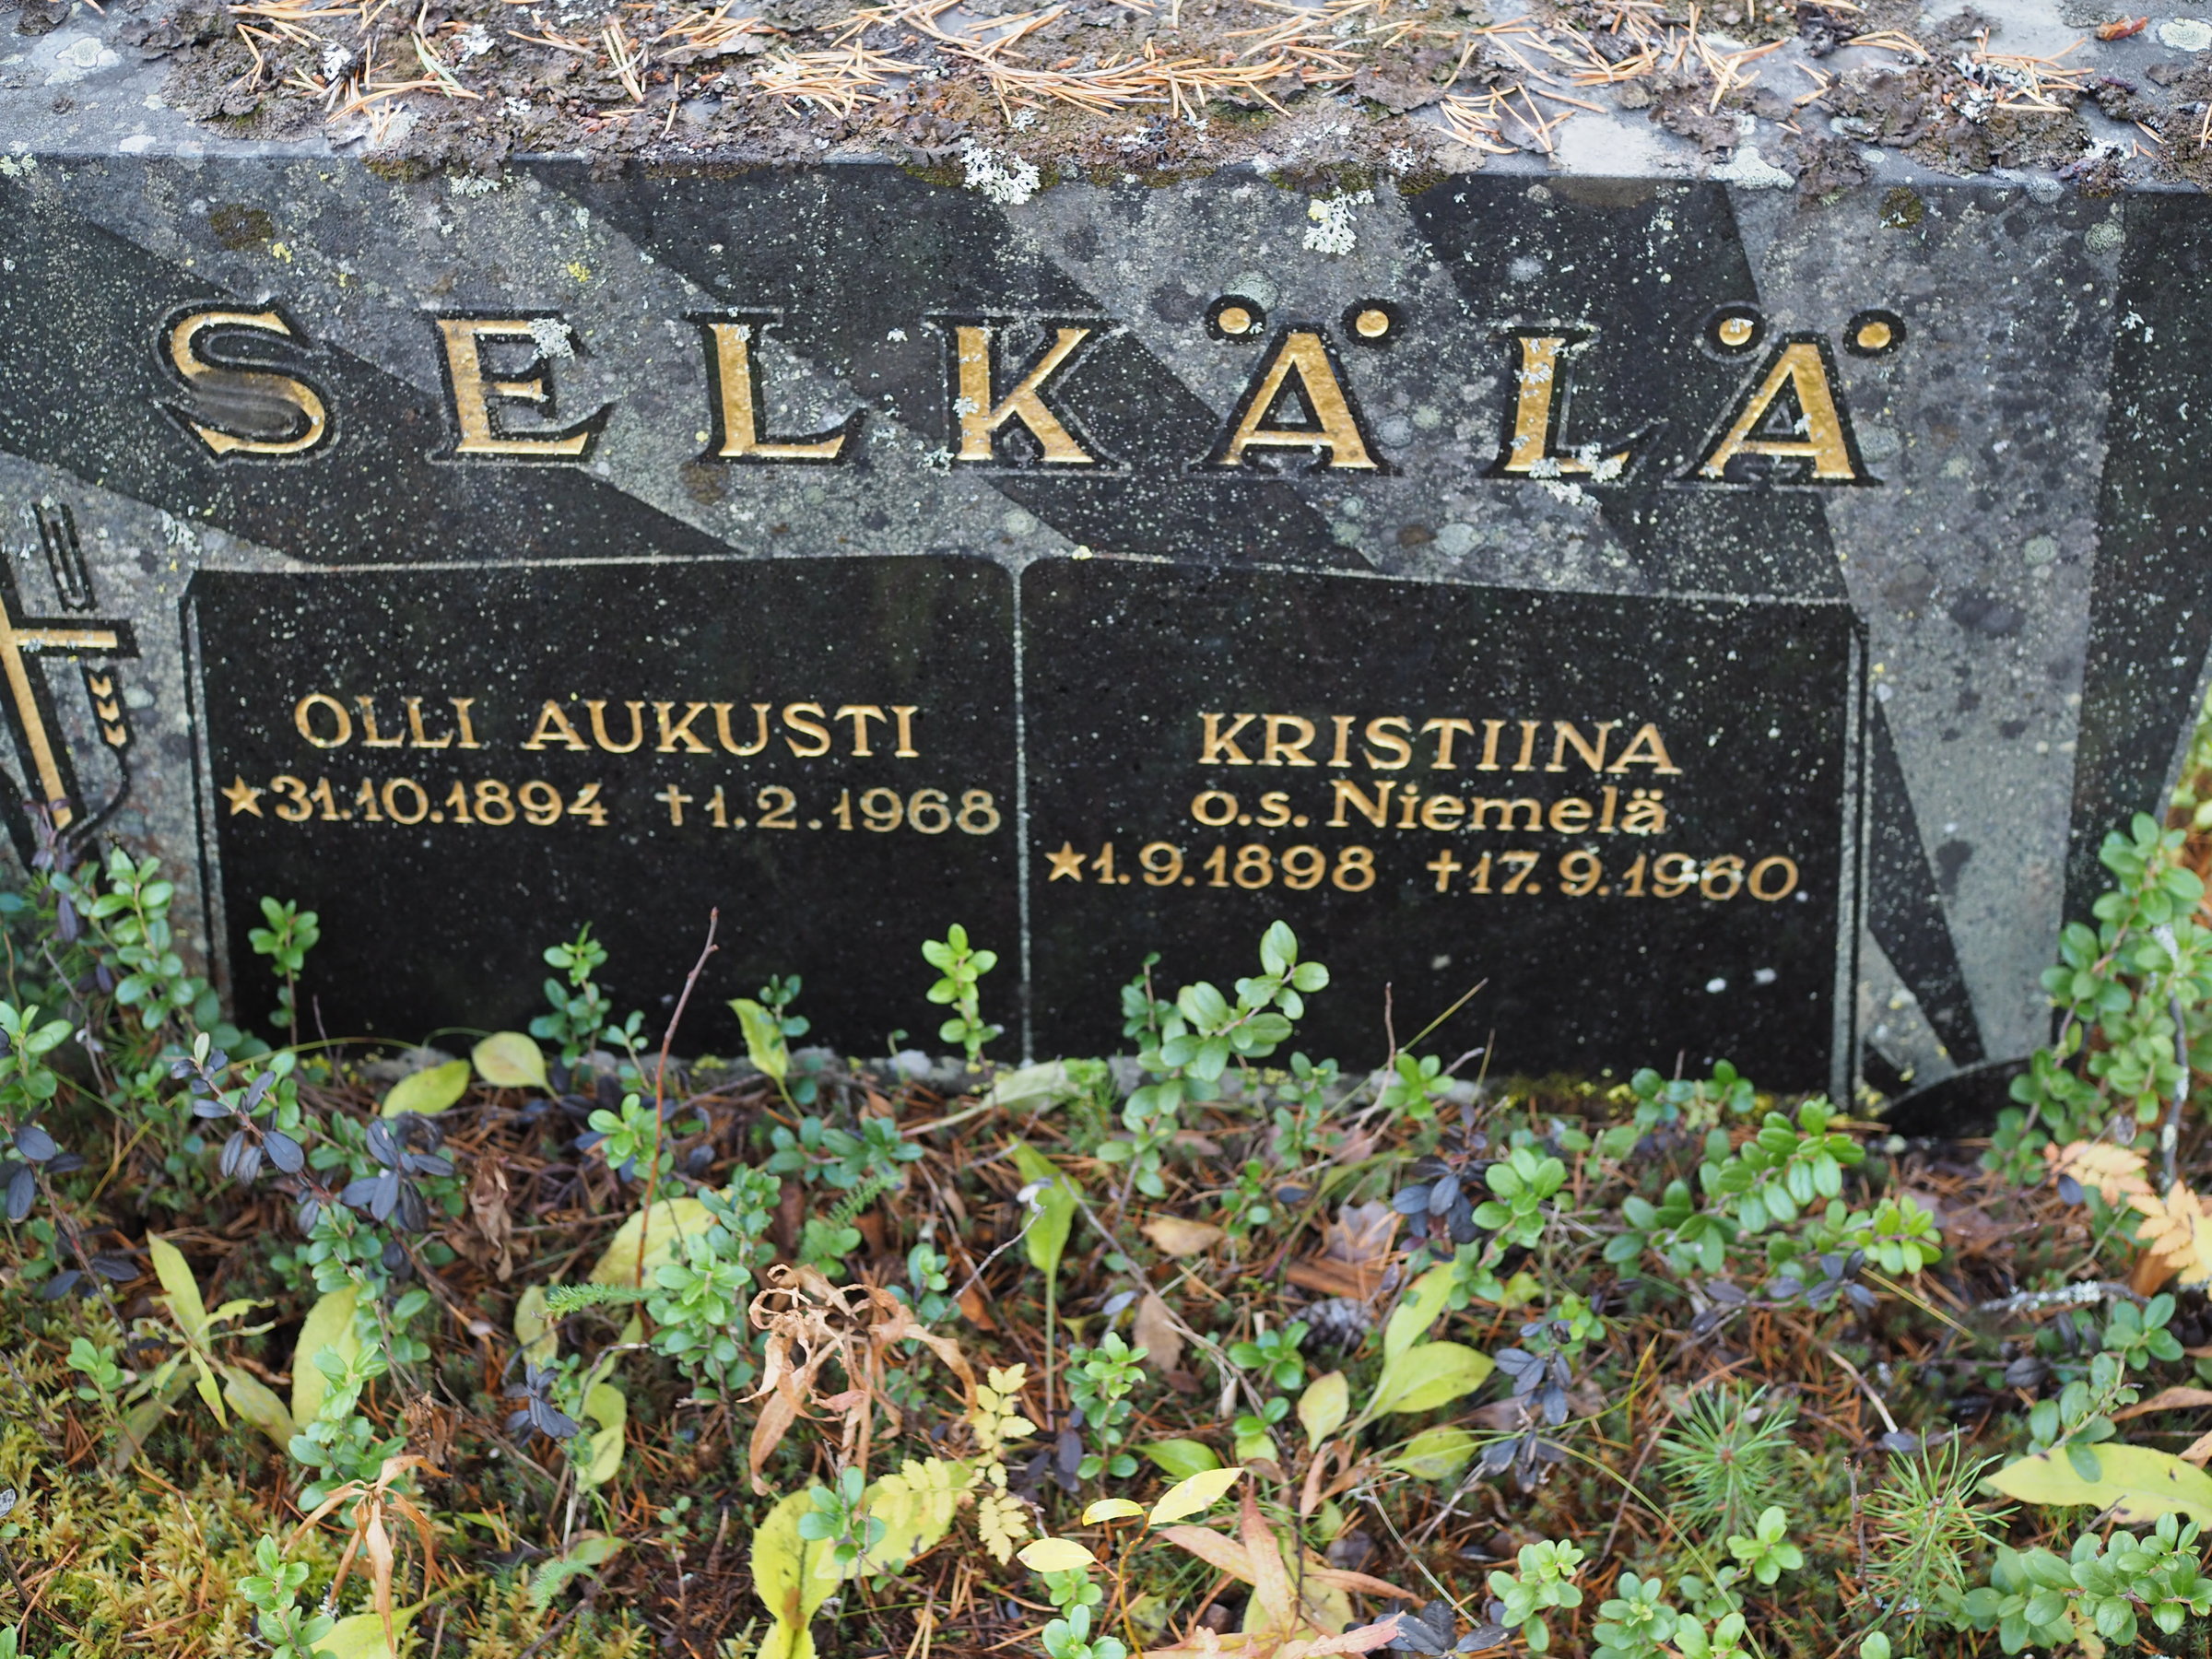 SELKÄLÄ
OLLI AUKUSTI
★31.10.1894 †1.2.1968
KRISTIINA
o.s. Niemelä
★1.9.1898 †17.9.1960